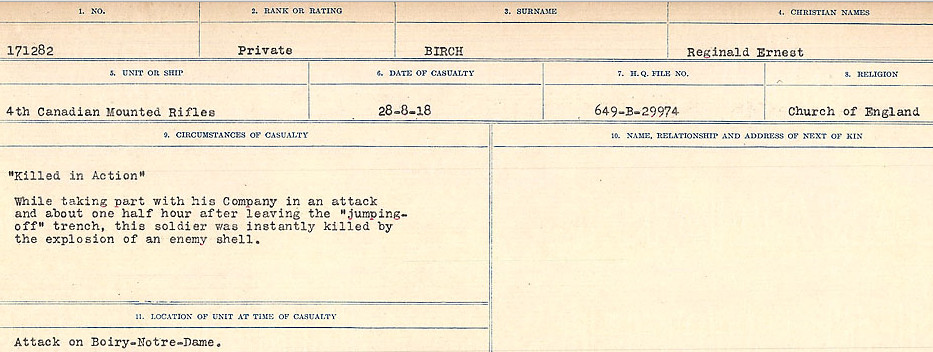 1. NO. 2. RANK OR RATING 3. SURNAME 4. CHRISTIAN NAMES
171282 Private BIRCH Reginald Ernest
5. UNIT OR SHIP 6. DATE OF CASUALTY 7. H.Q. FILE NO. 8. RELIGION
4th Canadian Mounted Rifles 28-8-18 649-B-29974 Church of England
9. CIRCUMSTANCES OF CASUALTY 10. NAME, RELATIONSHIP AND ADDRESS OF NEXT OF KIN
"Killed in Action"
While taking part with his Company in an attack
and about one half hour after leaving the "jumping-
off" trench, this soldier was instantly killed by
the explosion of an enemy shell.
11. LOCATION OF UNIT AT TIME OF CASUALTY
Attack on Boiry-Notre-Dame.